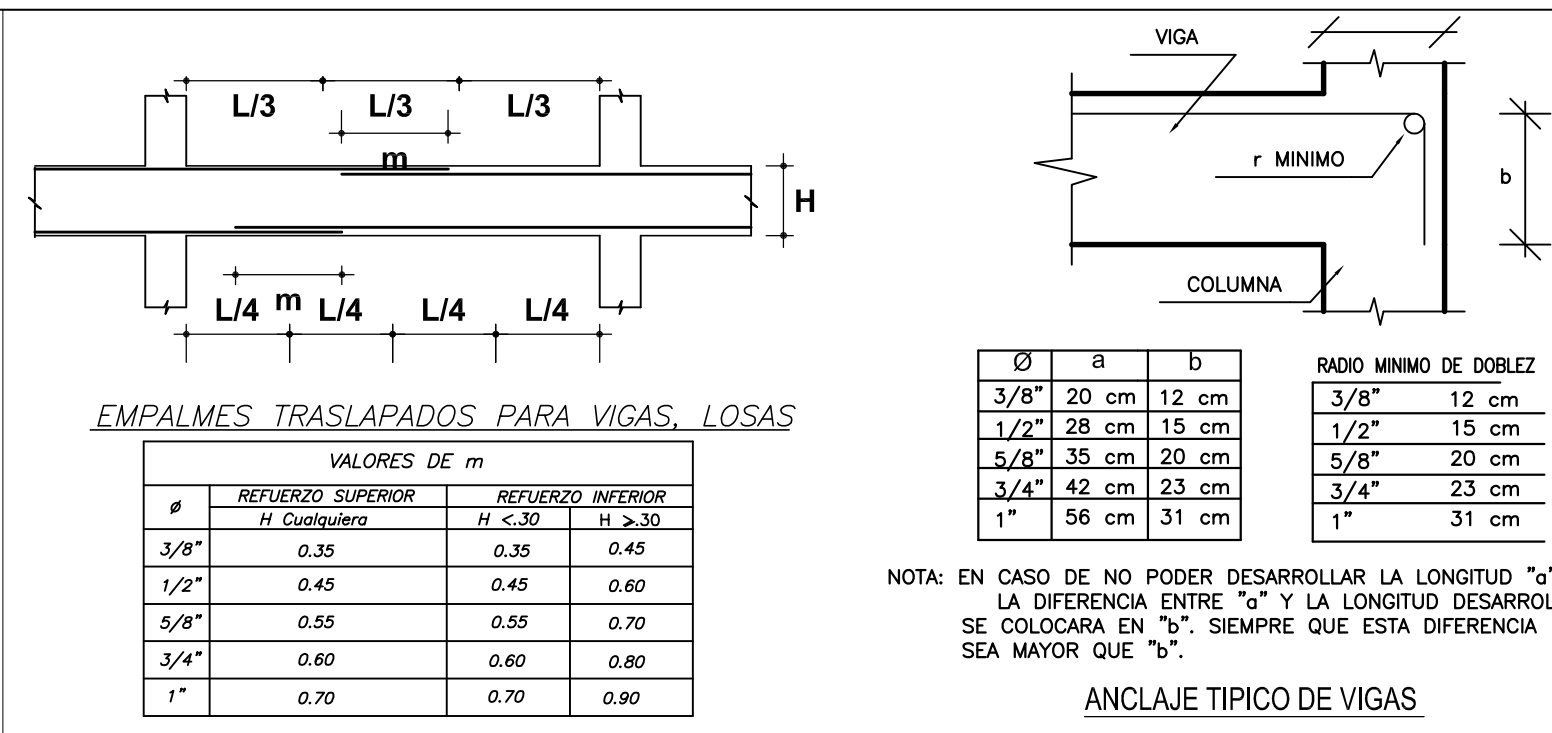 L/3 L/3 L/3
m
H
m
L/4 L/4 L/4 L/4
EMPALMES TRASLAPADOS PARA VIGAS, LOSAS
VALORES DE m
ø REFUERZO SUPERIOR REFUERZO INFERIOR
H Cualquiera H <.30 H ⩾.30
3/8" 0.35 0.35 0.45
1/2" 0.45 0.45 0.60
5/8" 0.55 0.55 0.70
3/4" 0.60 0.60 0.80
1" 0.70 0.70 0.90
VIGA
r MINIMO
b
COLUMNA
Ø a b
3/8" 20 cm 12 cm
1/2" 28 cm 15 cm
5/8" 35 cm 20 cm
3/4" 42 cm 23 cm
1" 56 cm 31 cm
RADIO MINIMO DE DOBLEZ
3/8" 12 cm
1/2" 15 cm
5/8" 20 cm
3/4" 23 cm
1" 31 cm
NOTA: EN CASO DE NO PODER DESARROLLAR LA LONGITUD "a"
LA DIFERENCIA ENTRE "a" Y LA LONGITUD DESARROL
SE COLOCARA EN "b". SIEMPRE QUE ESTA DIFERENCIA
SEA MAYOR QUE "b".
ANCLAJE TIPICO DE VIGAS